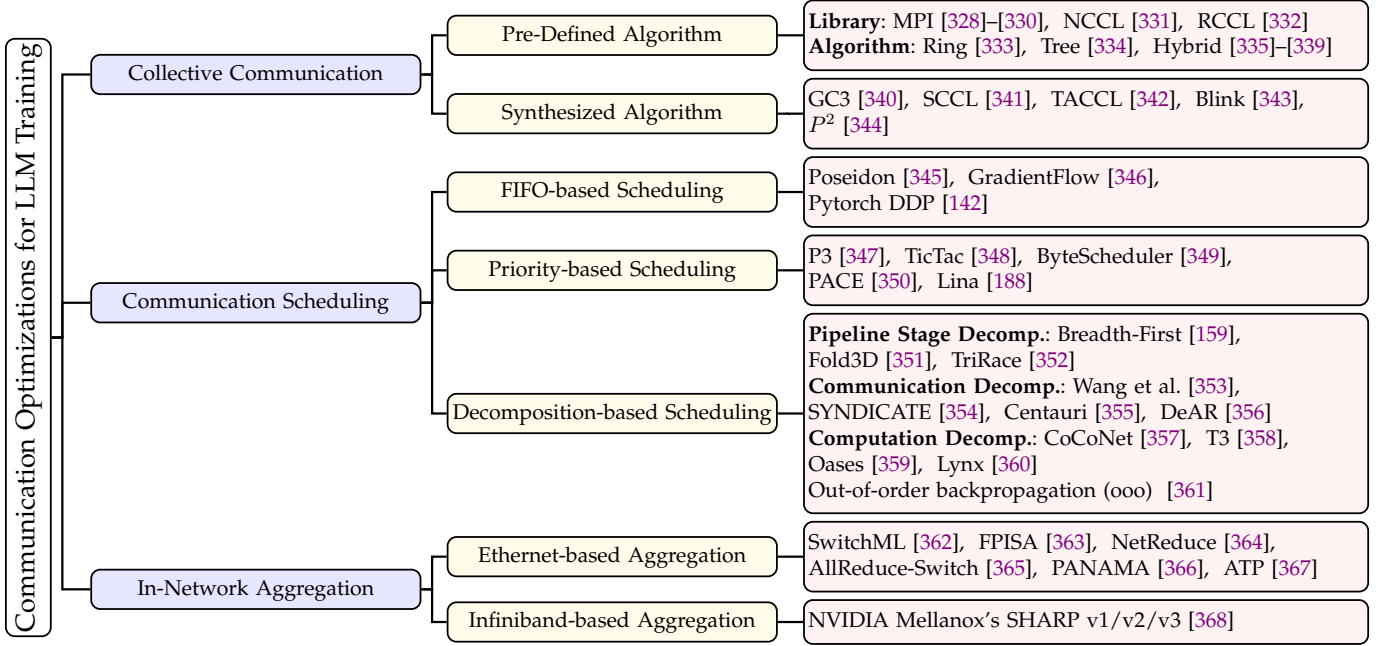 Communication Optimizations for LLM Training
Collective Communication
Pre-Defined Algorithm
Library: MPI [328]–[330], NCCL [331], RCCL [332]
Algorithm: Ring [333], Tree [334], Hybrid [335]–[339]
Synthesized Algorithm
GC3 [340], SCCL [341], TACCL [342], Blink [343],
P² [344]
Communication Scheduling
FIFO-based Scheduling
Poseidon [345], GradientFlow [346],
Pytorch DDP [142]
Priority-based Scheduling
P3 [347], TicTac [348], ByteScheduler [349],
PACE [350], Lina [188]
Decomposition-based Scheduling
Pipeline Stage Decomp.: Breadth-First [159],
Fold3D [351], TriRace [352]
Communication Decomp.: Wang et al. [353],
SYNDICATE [354], Centauri [355], DeAR [356]
Computation Decomp.: CoCoNet [357], T3 [358],
Oases [359], Lynx [360]
Out-of-order backpropagation (ooo) [361]
In-Network Aggregation
Ethernet-based Aggregation
SwitchML [362], FPISA [363], NetReduce [364],
AllReduce-Switch [365], PANAMA [366], ATP [367]
Infiniband-based Aggregation
NVIDIA Mellanox's SHARP v1/v2/v3 [368]